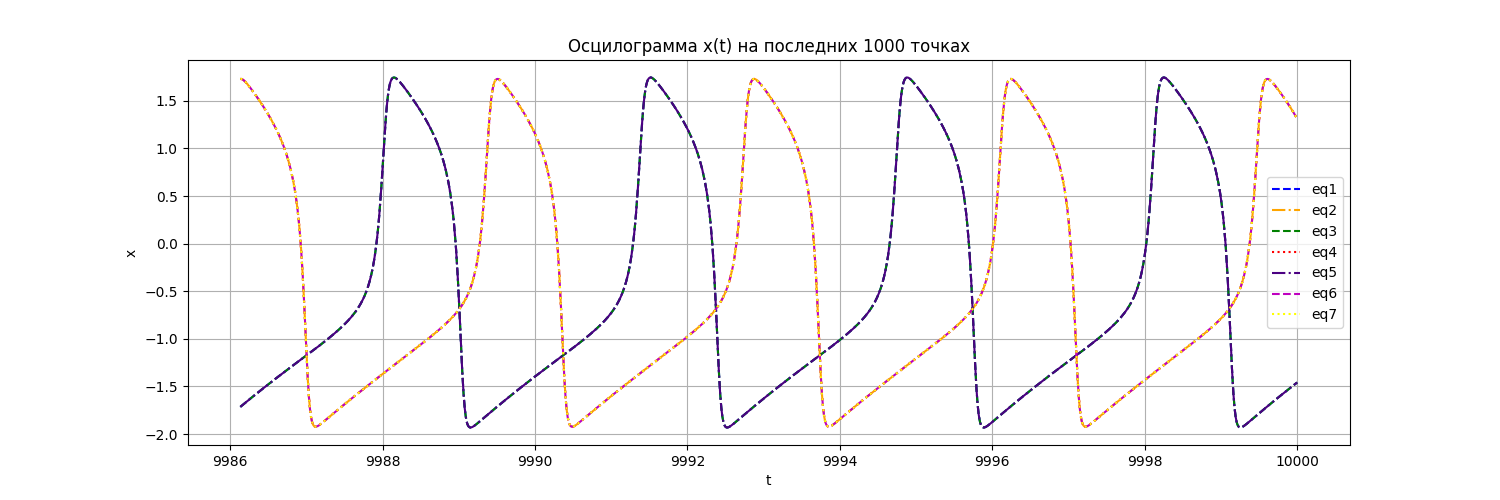 Осцилограмма x(t) на последних 1000 точках
x
1.5
1.0
0.5
0.0
−0.5
−1.0
−1.5
−2.0
eq1
eq2
eq3
eq4
eq5
eq6
eq7
9986
9988
9990
9992
9994
9996
9998
10000
t